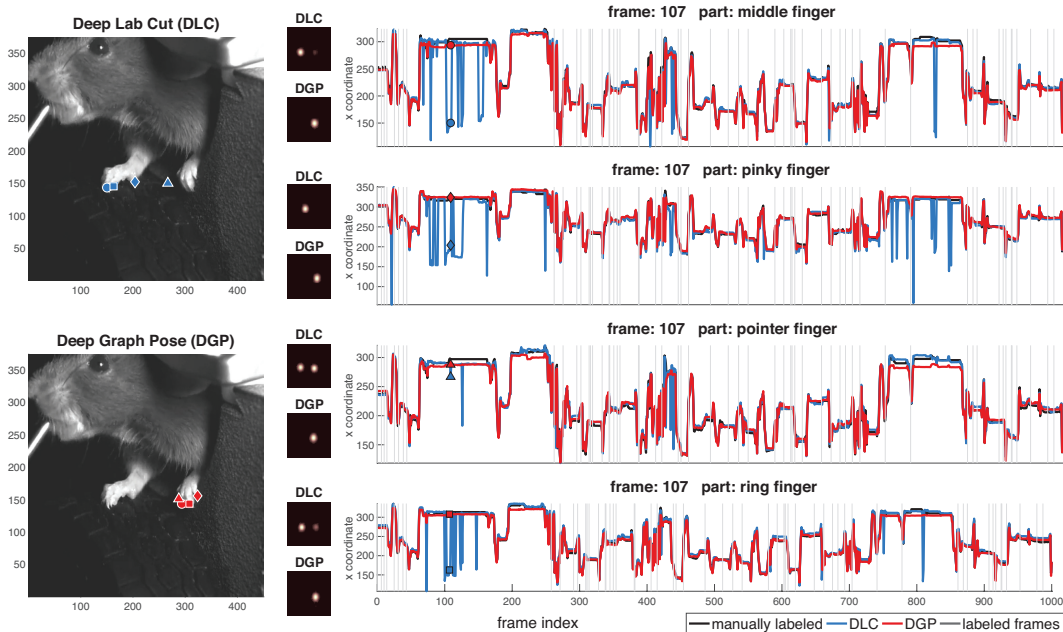 Deep Lab Cut (DLC)
350
300
250
200
150
100
50
100
200
300
400
Deep Graph Pose (DGP)
350
300
250
200
150
100
50
100
200
300
400
DLC
DGP
frame: 107 part: middle finger
x coordinate
300
250
200
150
DLC
DGP
frame: 107 part: pinky finger
x coordinate
350
300
250
200
150
100
DLC
DGP
frame: 107 part: pointer finger
x coordinate
300
250
200
150
DLC
DGP
frame: 107 part: ring finger
x coordinate
300
250
200
150
0
100
200
300
400
500
600
700
800
900
1000
frame index
manually labeled
DLC
DGP
labeled frames